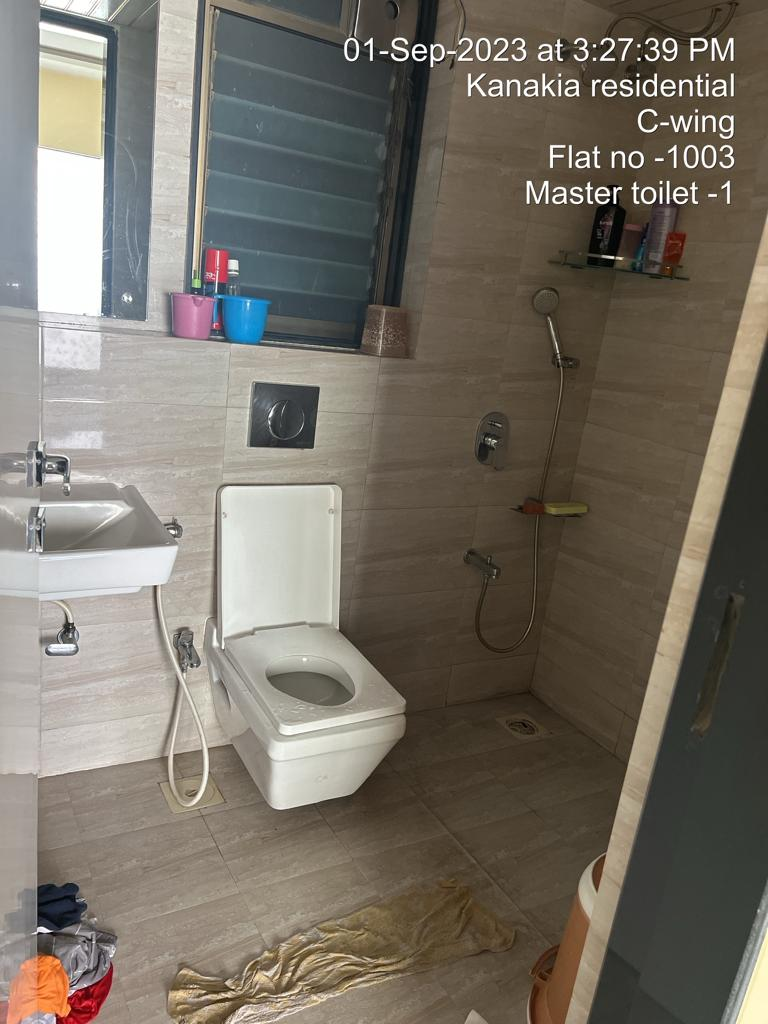 01-Sep-2023 at 3:27:39 PM
Kanakia residential
C-wing
Flat no -1003
Master toilet -1